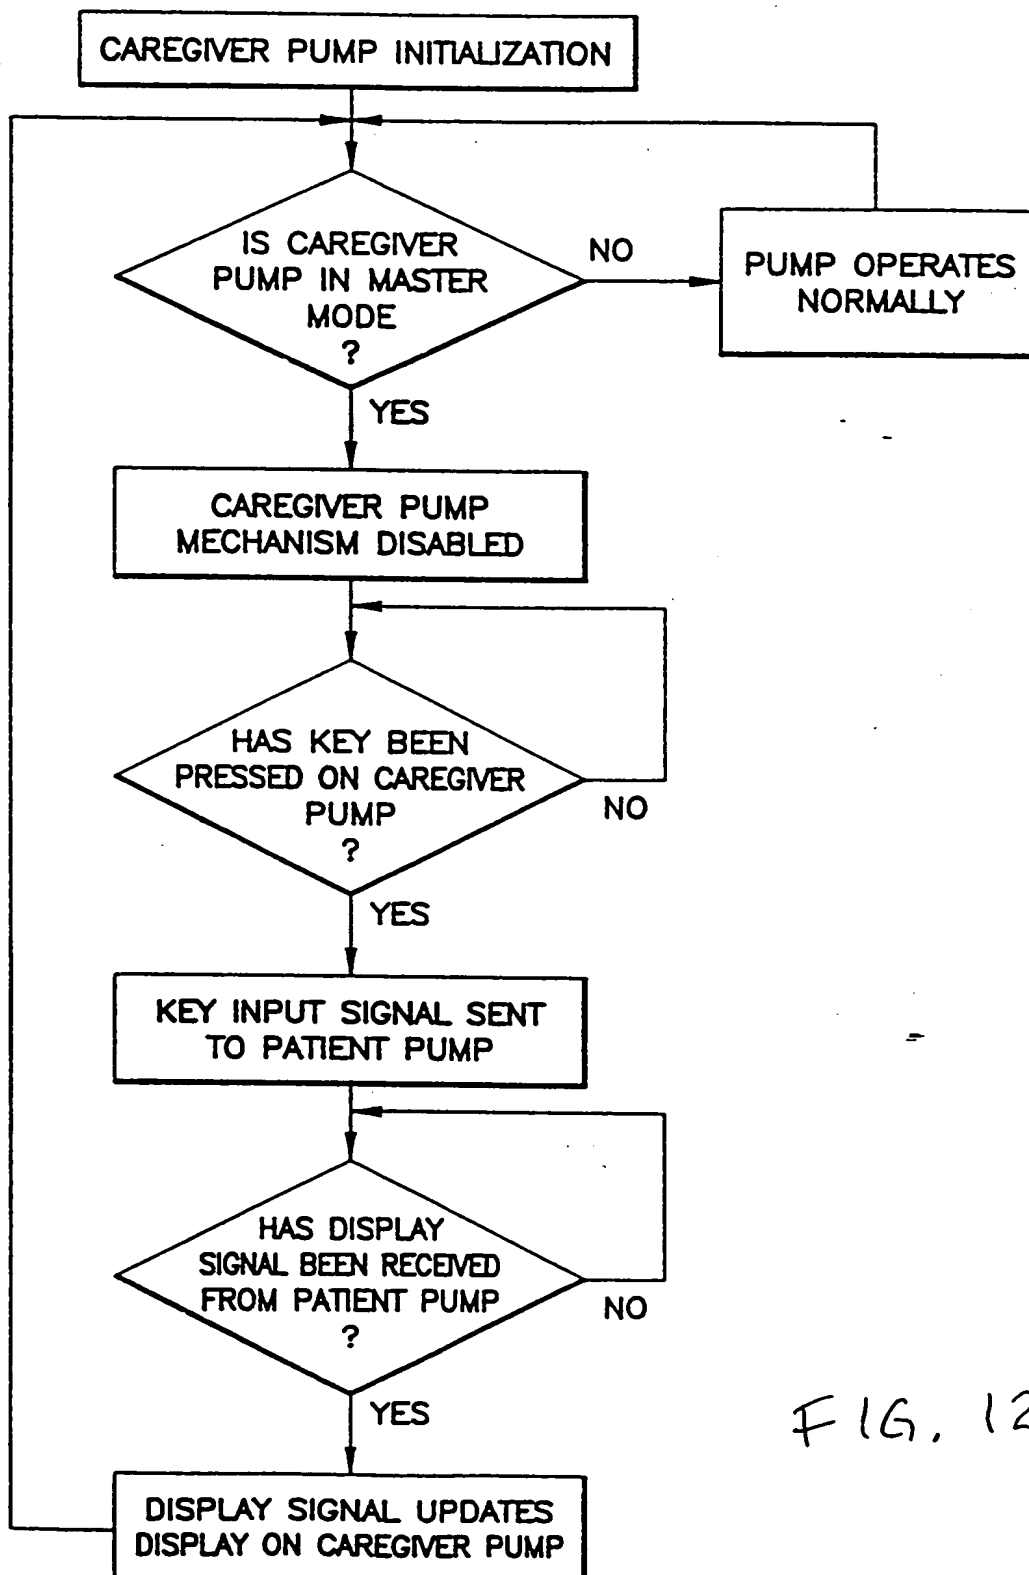 CAREGIVER PUMP INITIALIZATION
IS CAREGIVER
PUMP IN MASTER
MODE
?
NO
PUMP OPERATES
NORMALLY
YES
CAREGIVER PUMP
MECHANISM DISABLED
HAS KEY BEEN
PRESSED ON CAREGIVER
PUMP
?
NO
YES
KEY INPUT SIGNAL SENT
TO PATIENT PUMP
HAS DISPLAY
SIGNAL BEEN RECEIVED
FROM PATIENT PUMP
?
NO
YES
DISPLAY SIGNAL UPDATES
DISPLAY ON CAREGIVER PUMP
FIG. 12